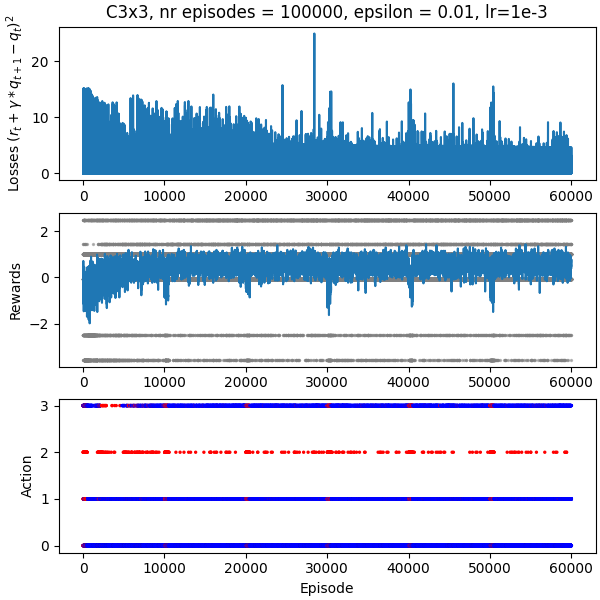 C3x3, nr episodes = 100000, epsilon = 0.01, lr=1e-3
Losses (r_t + γ * q_{t+1} − q_t)^2
20
10
0
0 10000 20000 30000 40000 50000 60000
Rewards
2
0
−2
0 10000 20000 30000 40000 50000 60000
Action
3
2
1
0
0 10000 20000 30000 40000 50000 60000
Episode